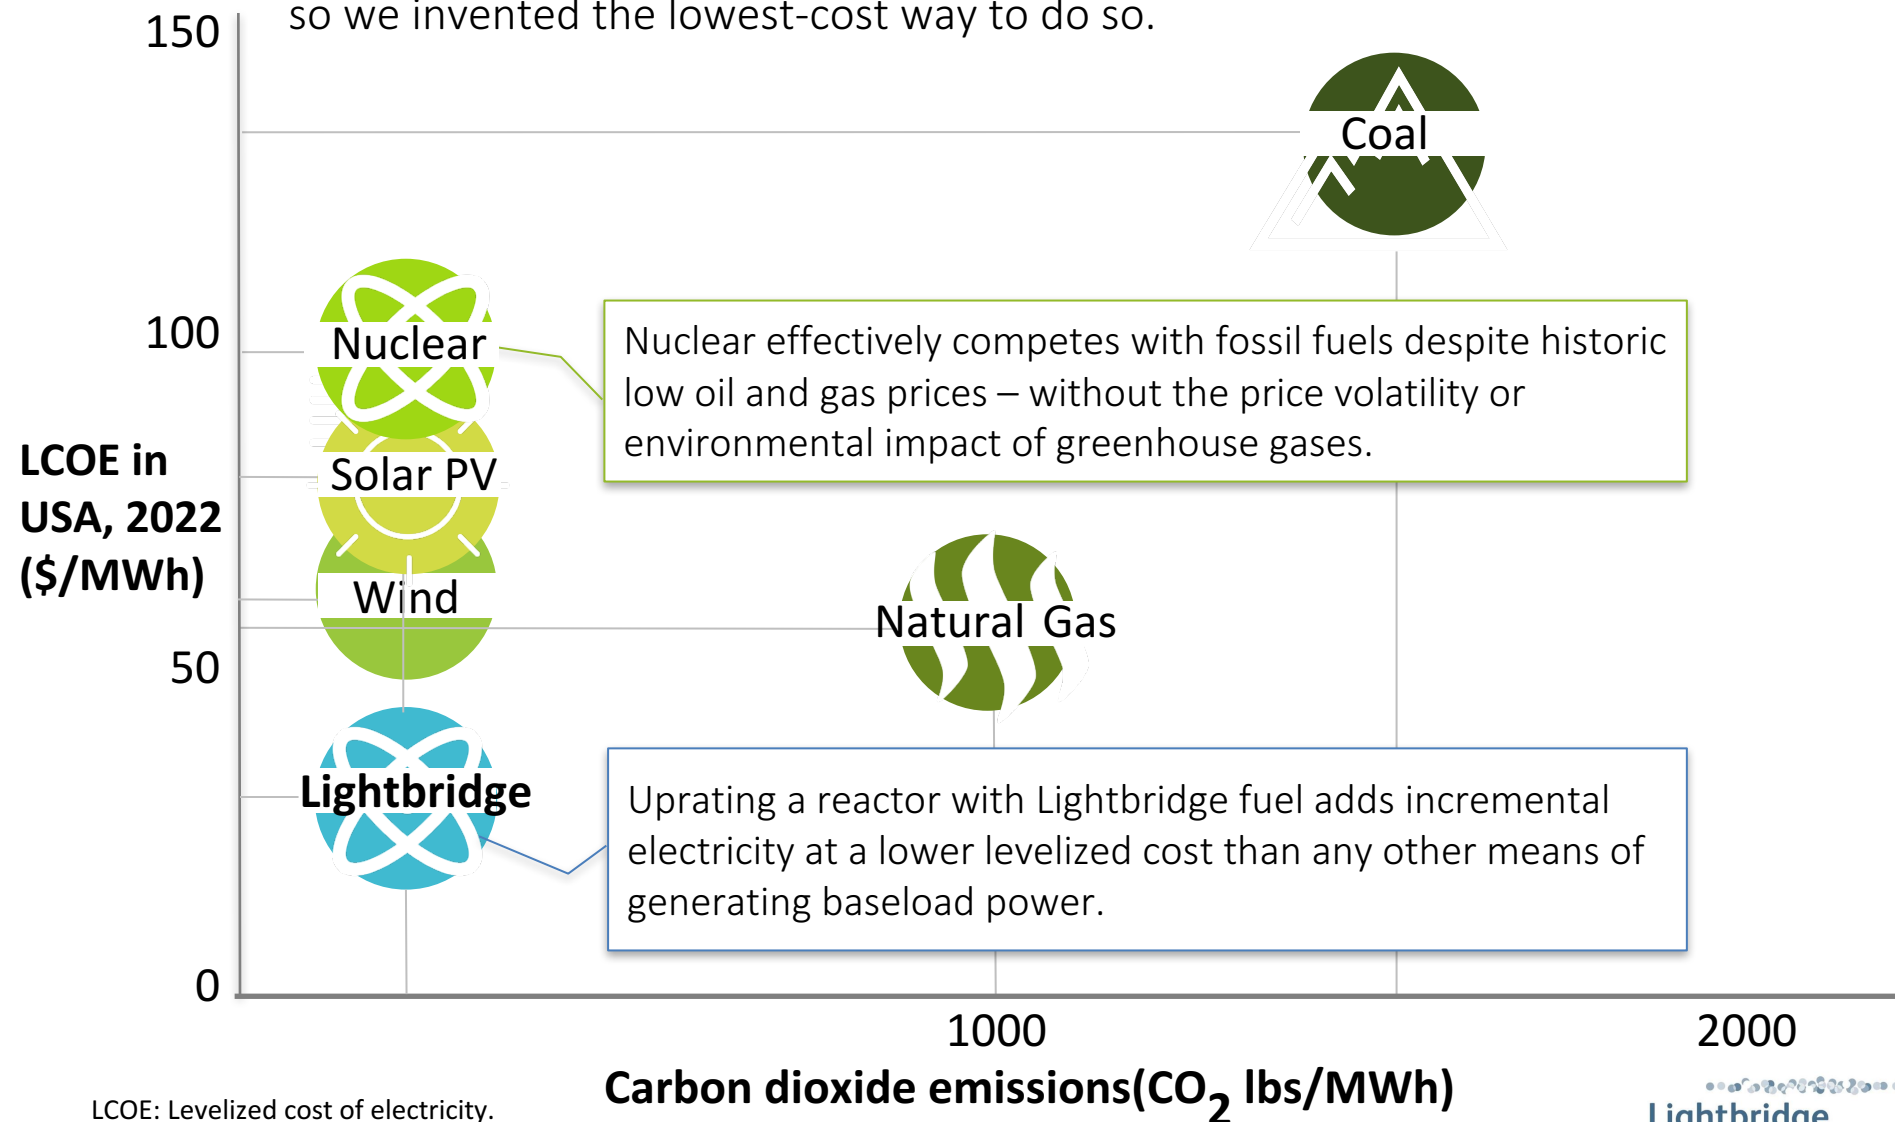 so we invented the lowest-cost way to do so.
150
Coal
100
Nuclear
Nuclear effectively competes with fossil fuels despite historic
low oil and gas prices – without the price volatility or
environmental impact of greenhouse gases.
LCOE in
USA, 2022
($/MWh)
Solar PV
Wind
Natural Gas
50
Lightbridge
Uprating a reactor with Lightbridge fuel adds incremental
electricity at a lower levelized cost than any other means of
generating baseload power.
0
1000
2000
Carbon dioxide emissions(CO2 lbs/MWh)
LCOE: Levelized cost of electricity.
Lightbridge